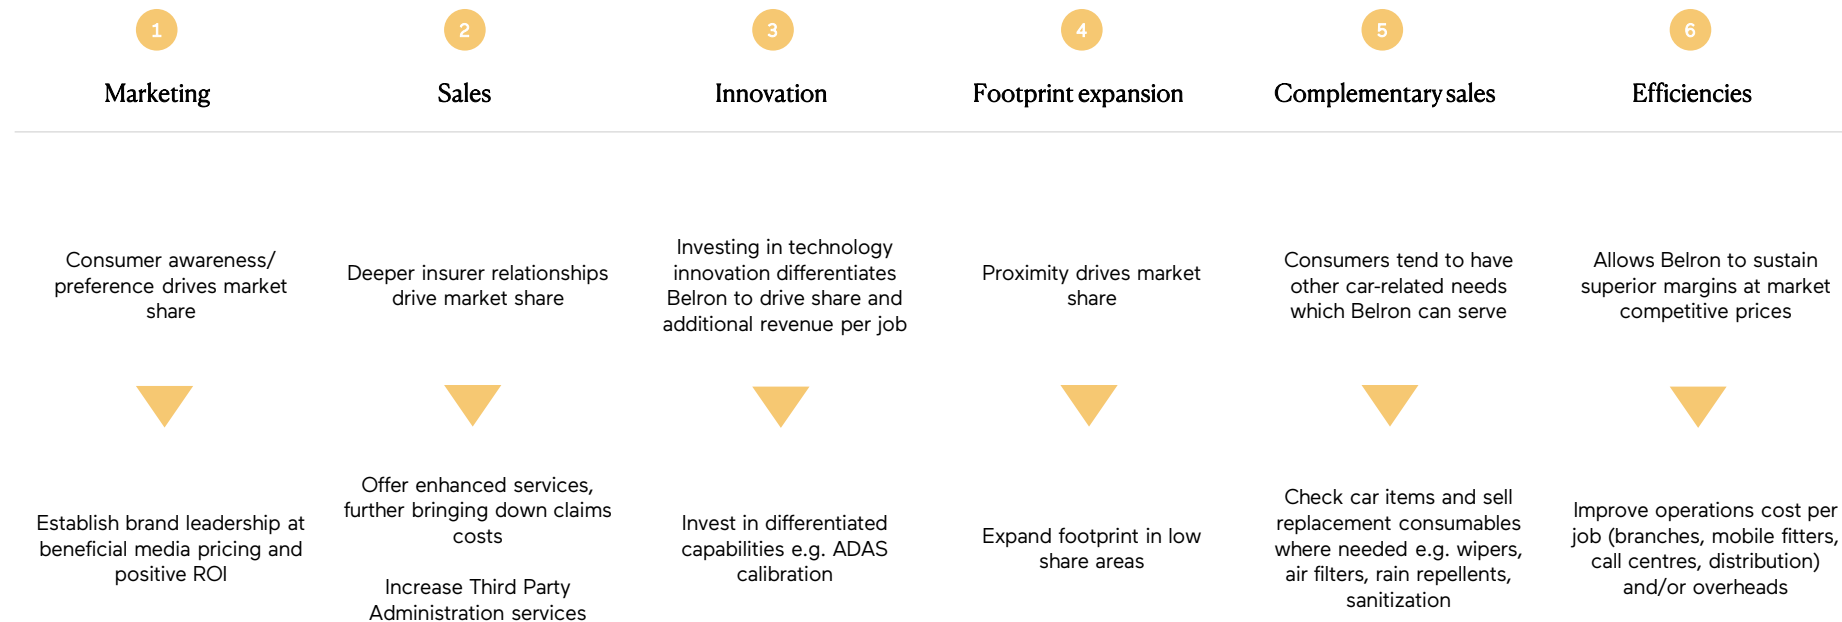 1
Marketing
Consumer awareness/
preference drives market
share
Establish brand leadership at
beneficial media pricing and
positive ROI
2
Sales
Deeper insurer relationships
drive market share
Offer enhanced services,
further bringing down claims
costs
Increase Third Party
Administration services
3
Innovation
Investing in technology
innovation differentiates
Belron to drive share and
additional revenue per job
Invest in differentiated
capabilities e.g. ADAS
calibration
4
Footprint expansion
Proximity drives market
share
Expand footprint in low
share areas
5
Complementary sales
Consumers tend to have
other car-related needs
which Belron can serve
Check car items and sell
replacement consumables
where needed e.g. wipers,
air filters, rain repellents,
sanitization
6
Efficiencies
Allows Belron to sustain
superior margins at market
competitive prices
Improve operations cost per
job (branches, mobile fitters,
call centres, distribution)
and/or overheads